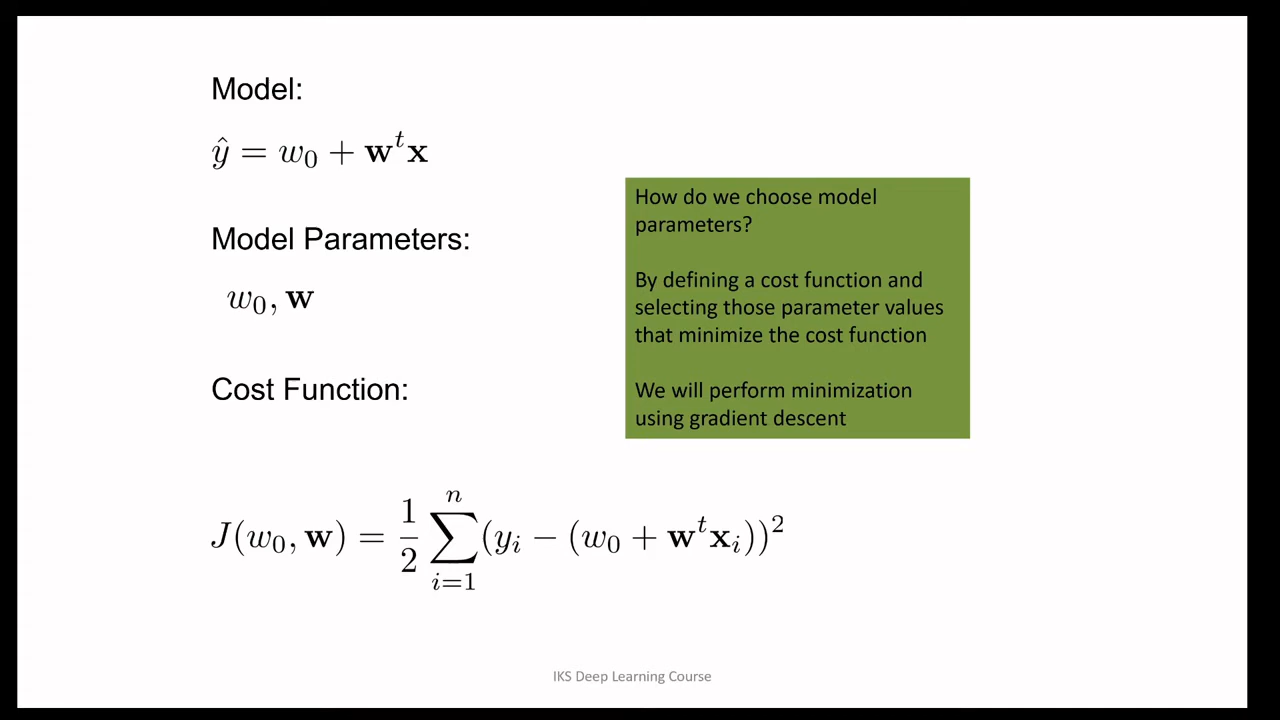 Model:
ŷ = w₀ + wᵗx
Model Parameters:
w₀, w
Cost Function:
J(w₀, w) = 1/2 ∑ᵢ₌₁ⁿ (yᵢ − (w₀ + wᵗxᵢ))²
How do we choose model
parameters?
By defining a cost function and
selecting those parameter values
that minimize the cost function
We will perform minimization
using gradient descent
IKS Deep Learning Course